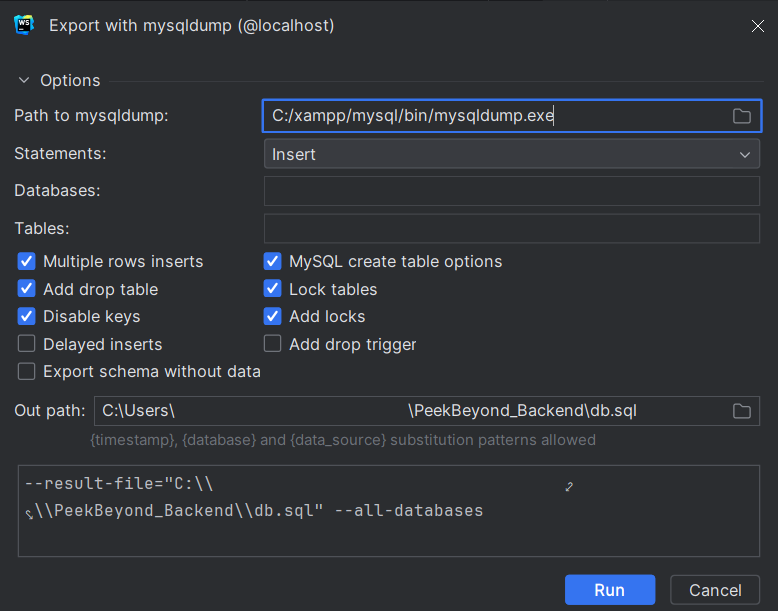 WS
Export with mysqldump (@localhost)
Options
Path to mysqldump: C:/xampp/mysql/bin/mysqldump.exe
Statements: Insert
Databases:
Tables:
Multiple rows inserts MySQL create table options
Add drop table Lock tables
Disable keys Add locks
Delayed inserts Add drop trigger
Export schema without data
Out path: C:\Users\ \PeekBeyond_Backend\db.sql
{timestamp}, {database} and {data_source} substitution patterns allowed
--result-file="C:\\
\\PeekBeyond_Backend\\db.sql" --all-databases
Run Cancel